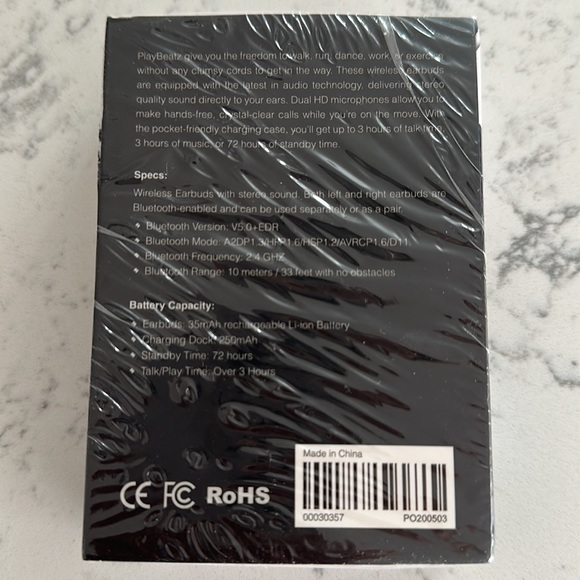 PlayBeatz give you the freedom to walk, run, dance, work, or exercise
without any clumsy cords to get in the way. These wireless earbuds
are equipped with the latest in audio technology, delivering stereo
quality sound directly to your ears. Dual HD microphones allow you to
make hands-free, crystal-clear calls while you're on the move. With
the pocket-friendly charging case, you'll get up to 3 hours of talk time,
3 hours of music, or 72 hours of standby time.
Specs:
Wireless Earbuds with stereo sound. Both left and right earbuds are
Bluetooth-enabled and can be used separately or as a pair.
Bluetooth Version: V5.0+EDR
Bluetooth Mode: A2DP1.3/HFP1.6/HSP1.2/AVRCP1.6/D11
Bluetooth Frequency: 2.4 GHZ
Bluetooth Range: 10 meters / 33 feet with no obstacles
Battery Capacity:
Earbuds: 35mAh rechargeable Li-ion Battery
Charging Dock: 250mAh
Standby Time: 72 hours
Talk/Play Time: Over 3 Hours
Made in China
CE FC RoHS
00030357 PO200503